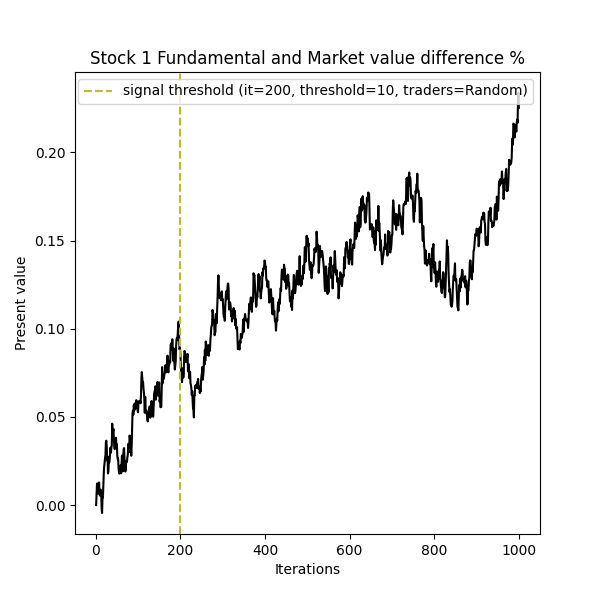 Stock 1 Fundamental and Market value difference %
signal threshold (it=200, threshold=10, traders=Random)
0.20
0.15
0.10
0.05
0.00
Present value
0
200
400
600
800
1000
Iterations